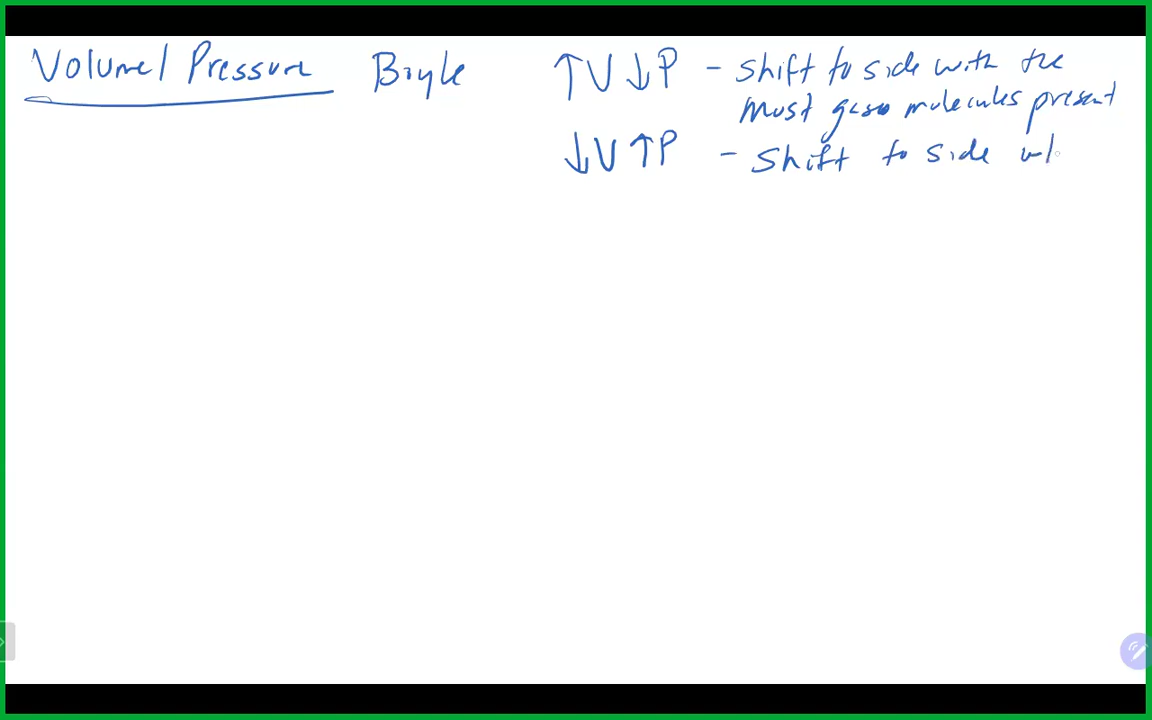 Volume/Pressure Boyle ↑V ↓P - shift to side with the
most gas molecules present
↓V ↑P - shift to side w/